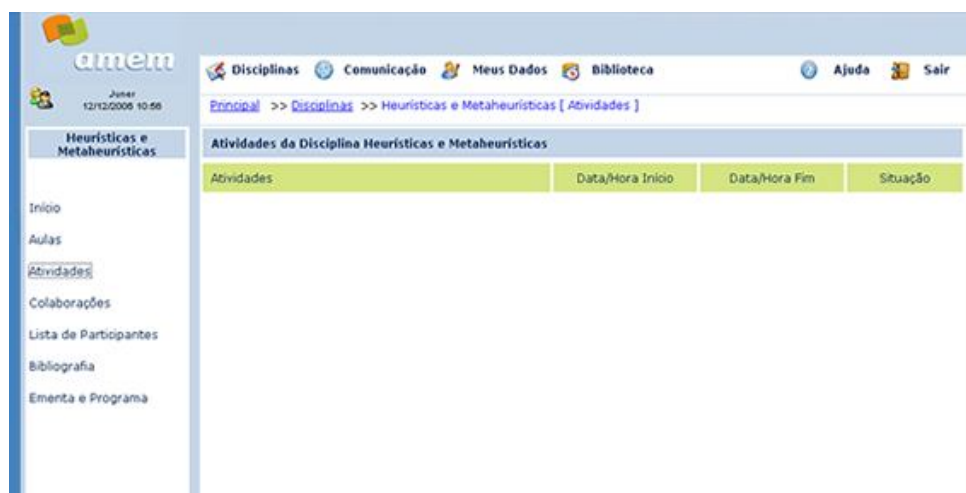 amem
Disciplinas Comunicação Meus Dados Biblioteca Ajuda Sair
Juner
12/12/2006 10:56
Principal >> Disciplinas >> Heurísticas e Metaheurísticas [ Atividades ]
Heurísticas e
Metaheurísticas
Atividades da Disciplina Heurísticas e Metaheurísticas
Atividades Data/Hora Início Data/Hora Fim Situação
Início
Aulas
Atividades
Colaborações
Lista de Participantes
Bibliografia
Ementa e Programa